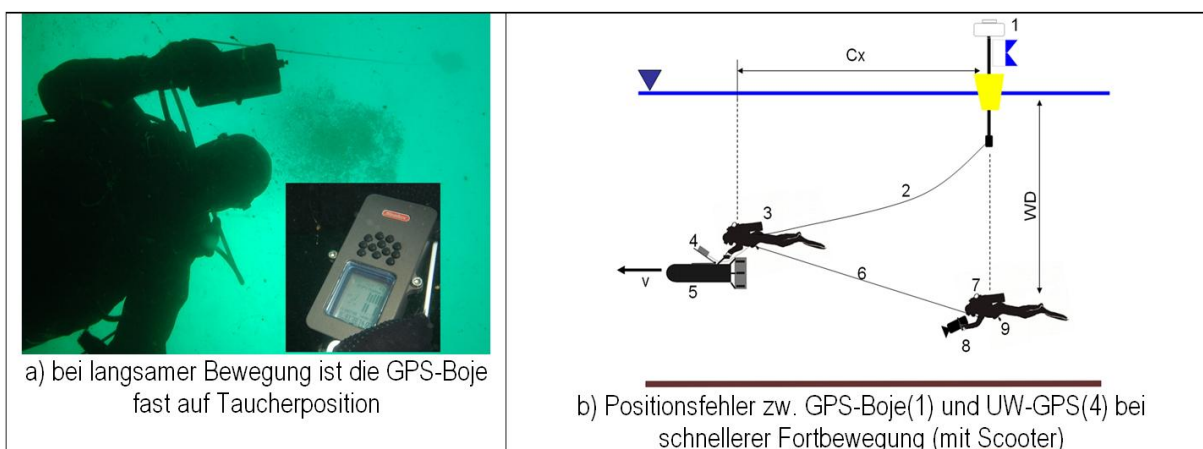 a) bei langsamer Bewegung ist die GPS-Boje
fast auf Taucherposition
1
Cx
2
WD
3
4
v
5
6
7
8
9
b) Positionsfehler zw. GPS-Boje(1) und UW-GPS(4) bei
schnellerer Fortbewegung (mit Scooter)